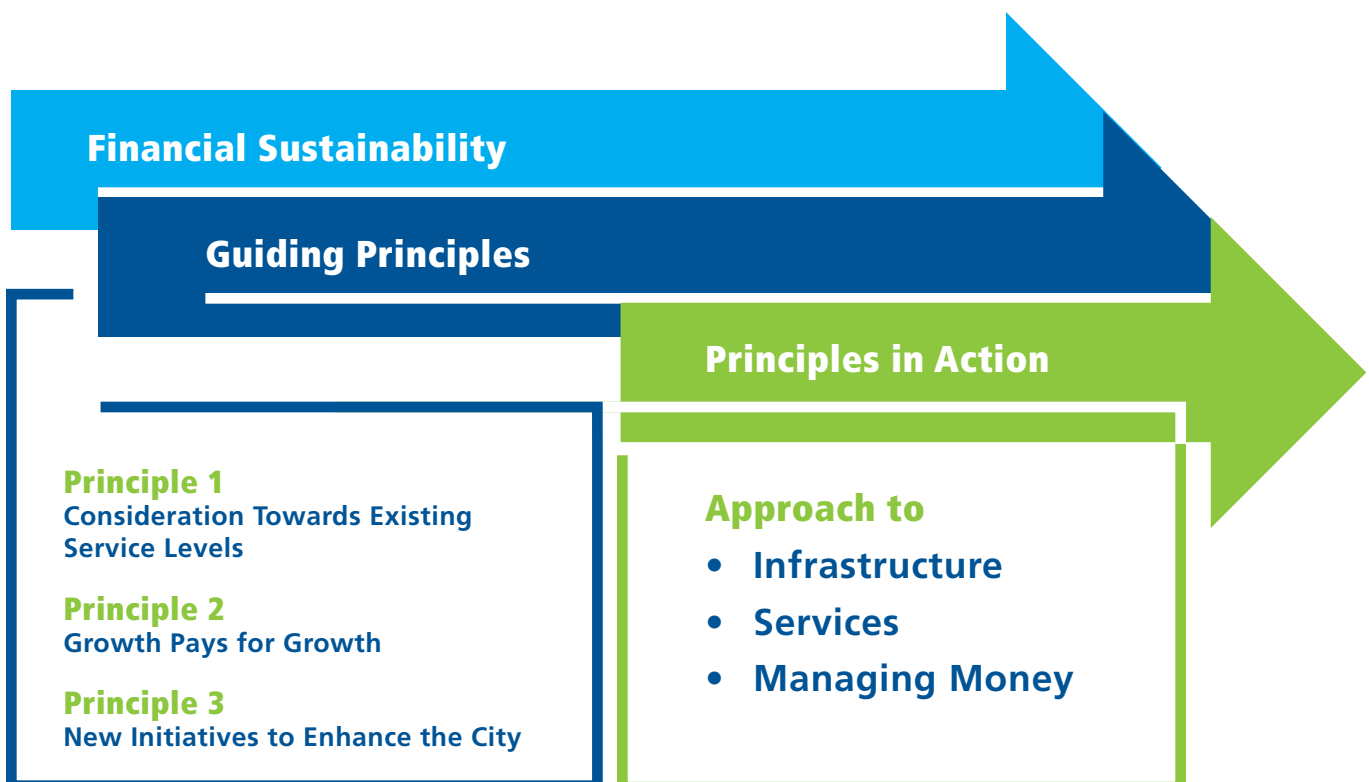 Financial Sustainability
Guiding Principles
Principles in Action
Principle 1
Consideration Towards Existing
Service Levels
Principle 2
Growth Pays for Growth
Principle 3
New Initiatives to Enhance the City
Approach to
• Infrastructure
• Services
• Managing Money